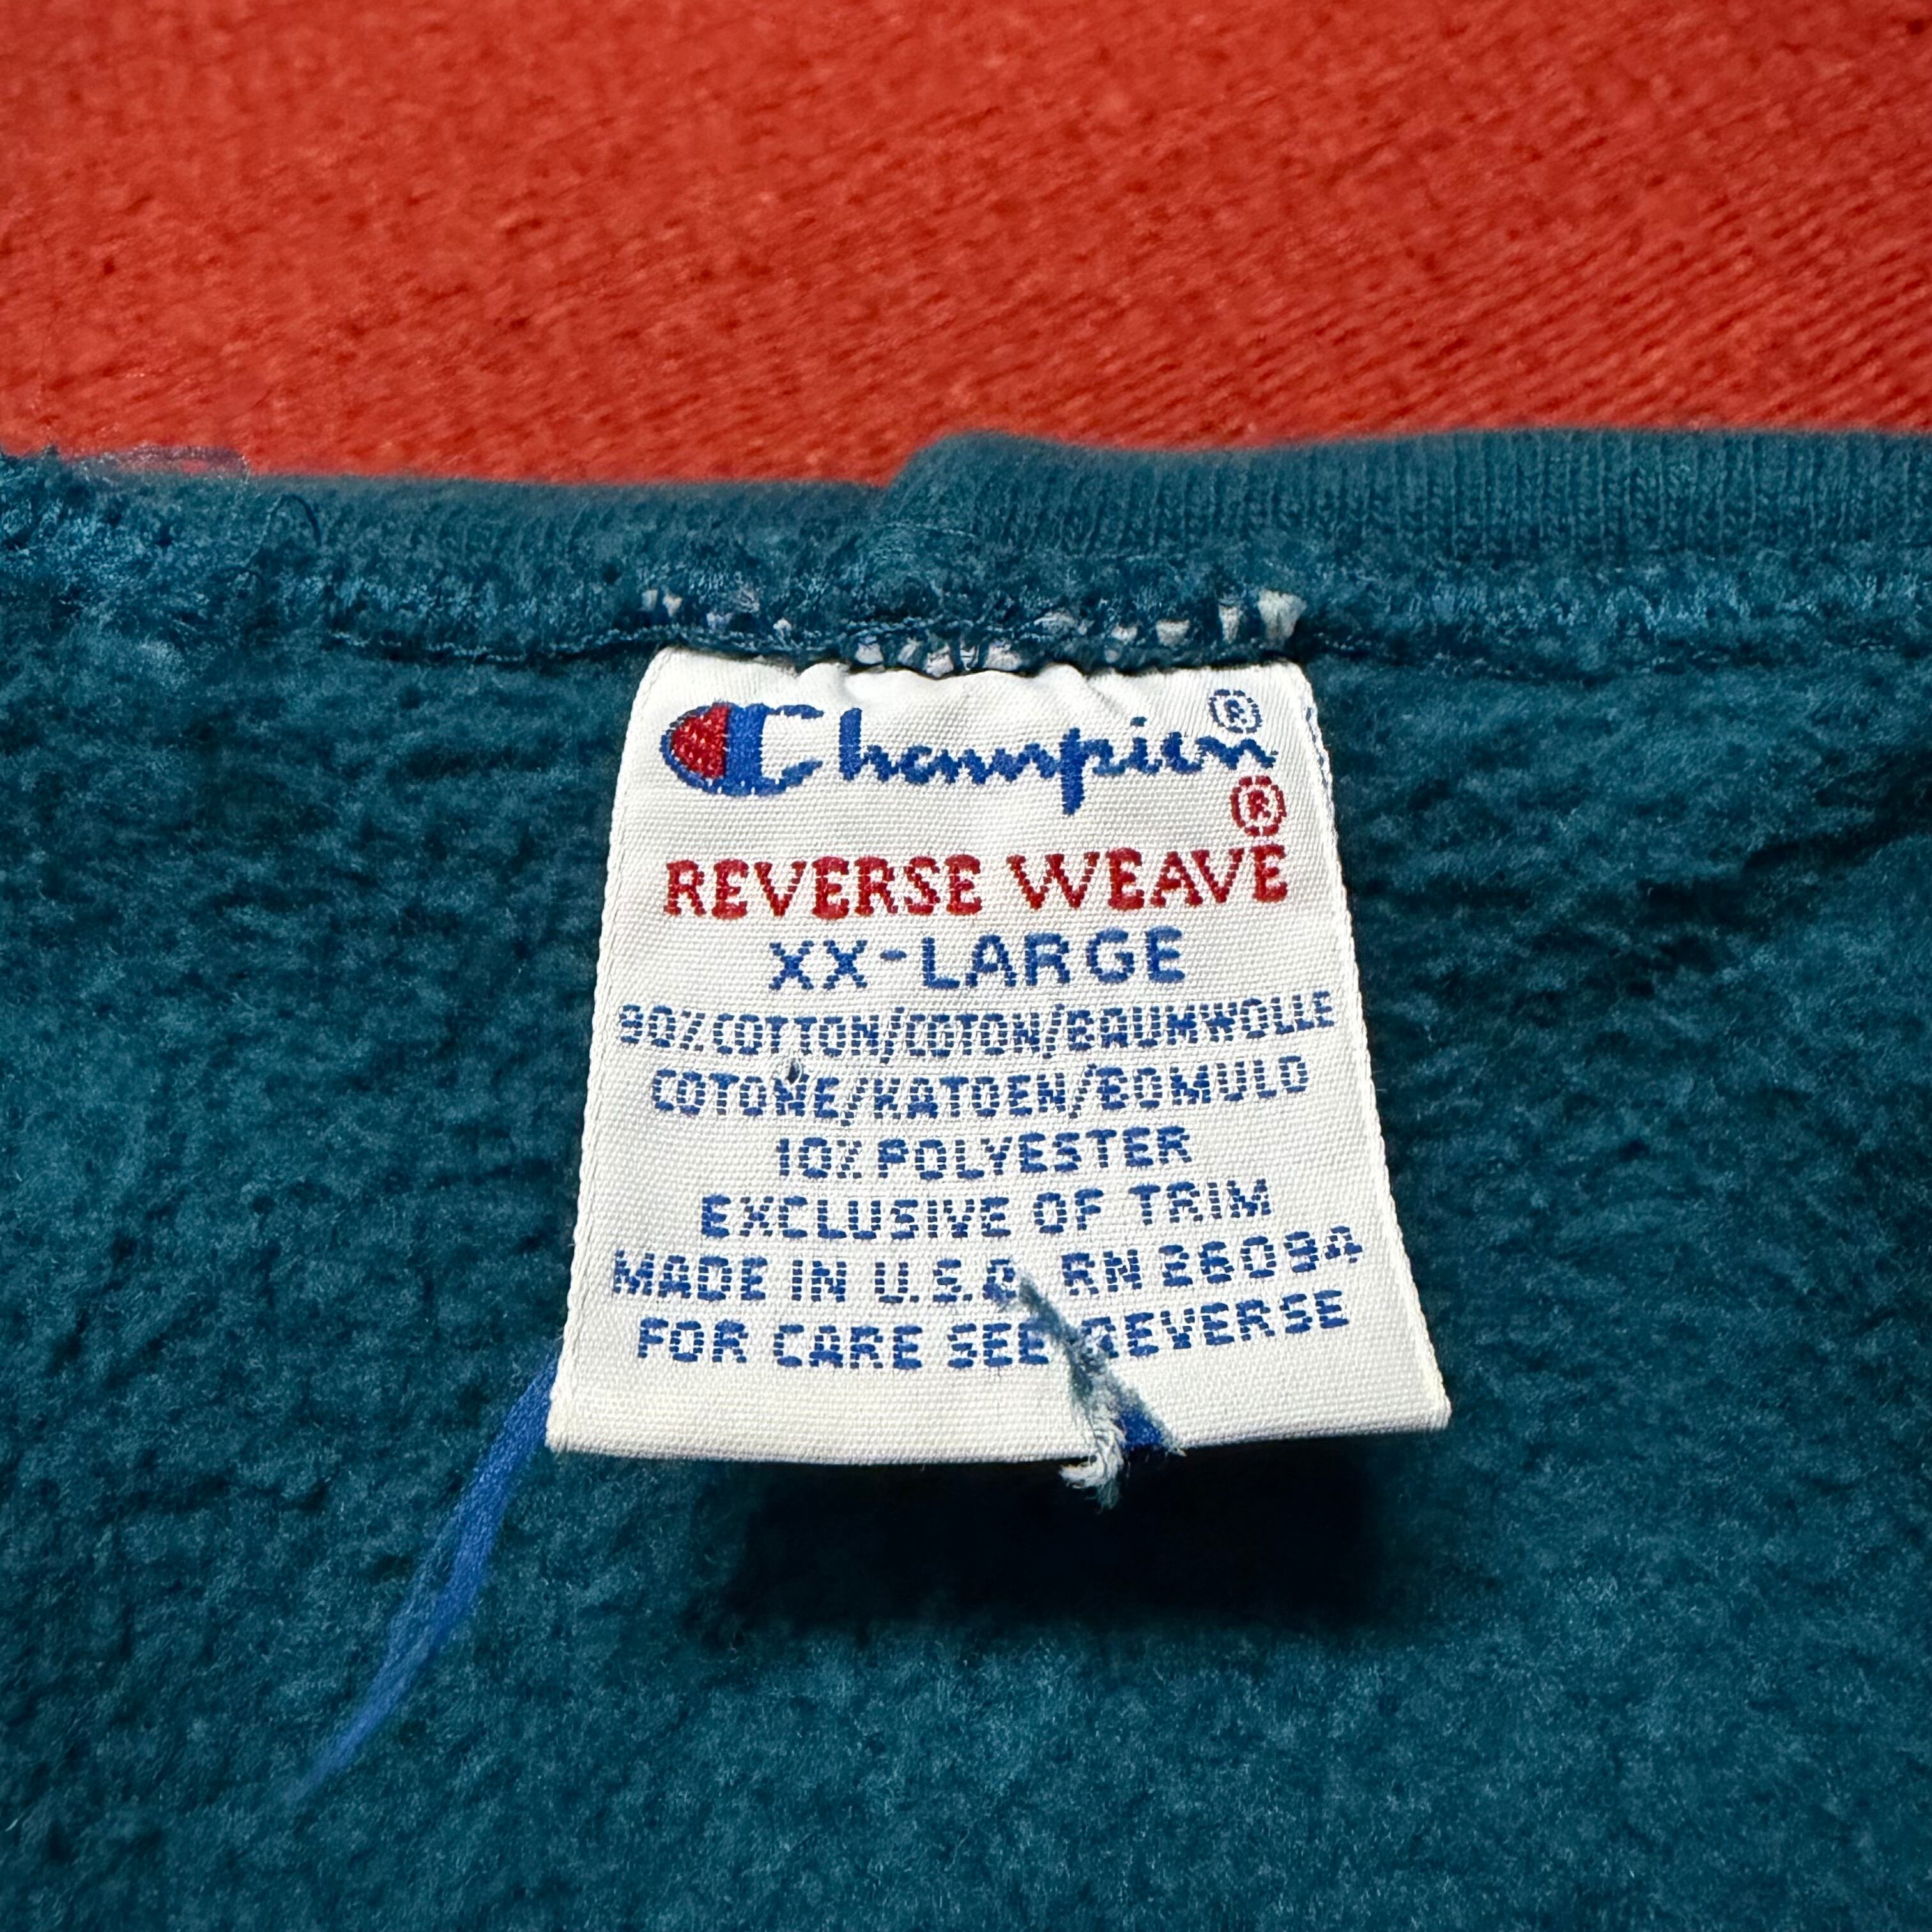 Champion®
®
REVERSE WEAVE
XX-LARGE
90% COTTON/COTON/BAUMWOLLE
COTONE/KATOEN/BOMULD
10% POLYESTER
EXCLUSIVE OF TRIM
MADE IN U.S.A. RN 26094
FOR CARE SEE REVERSE